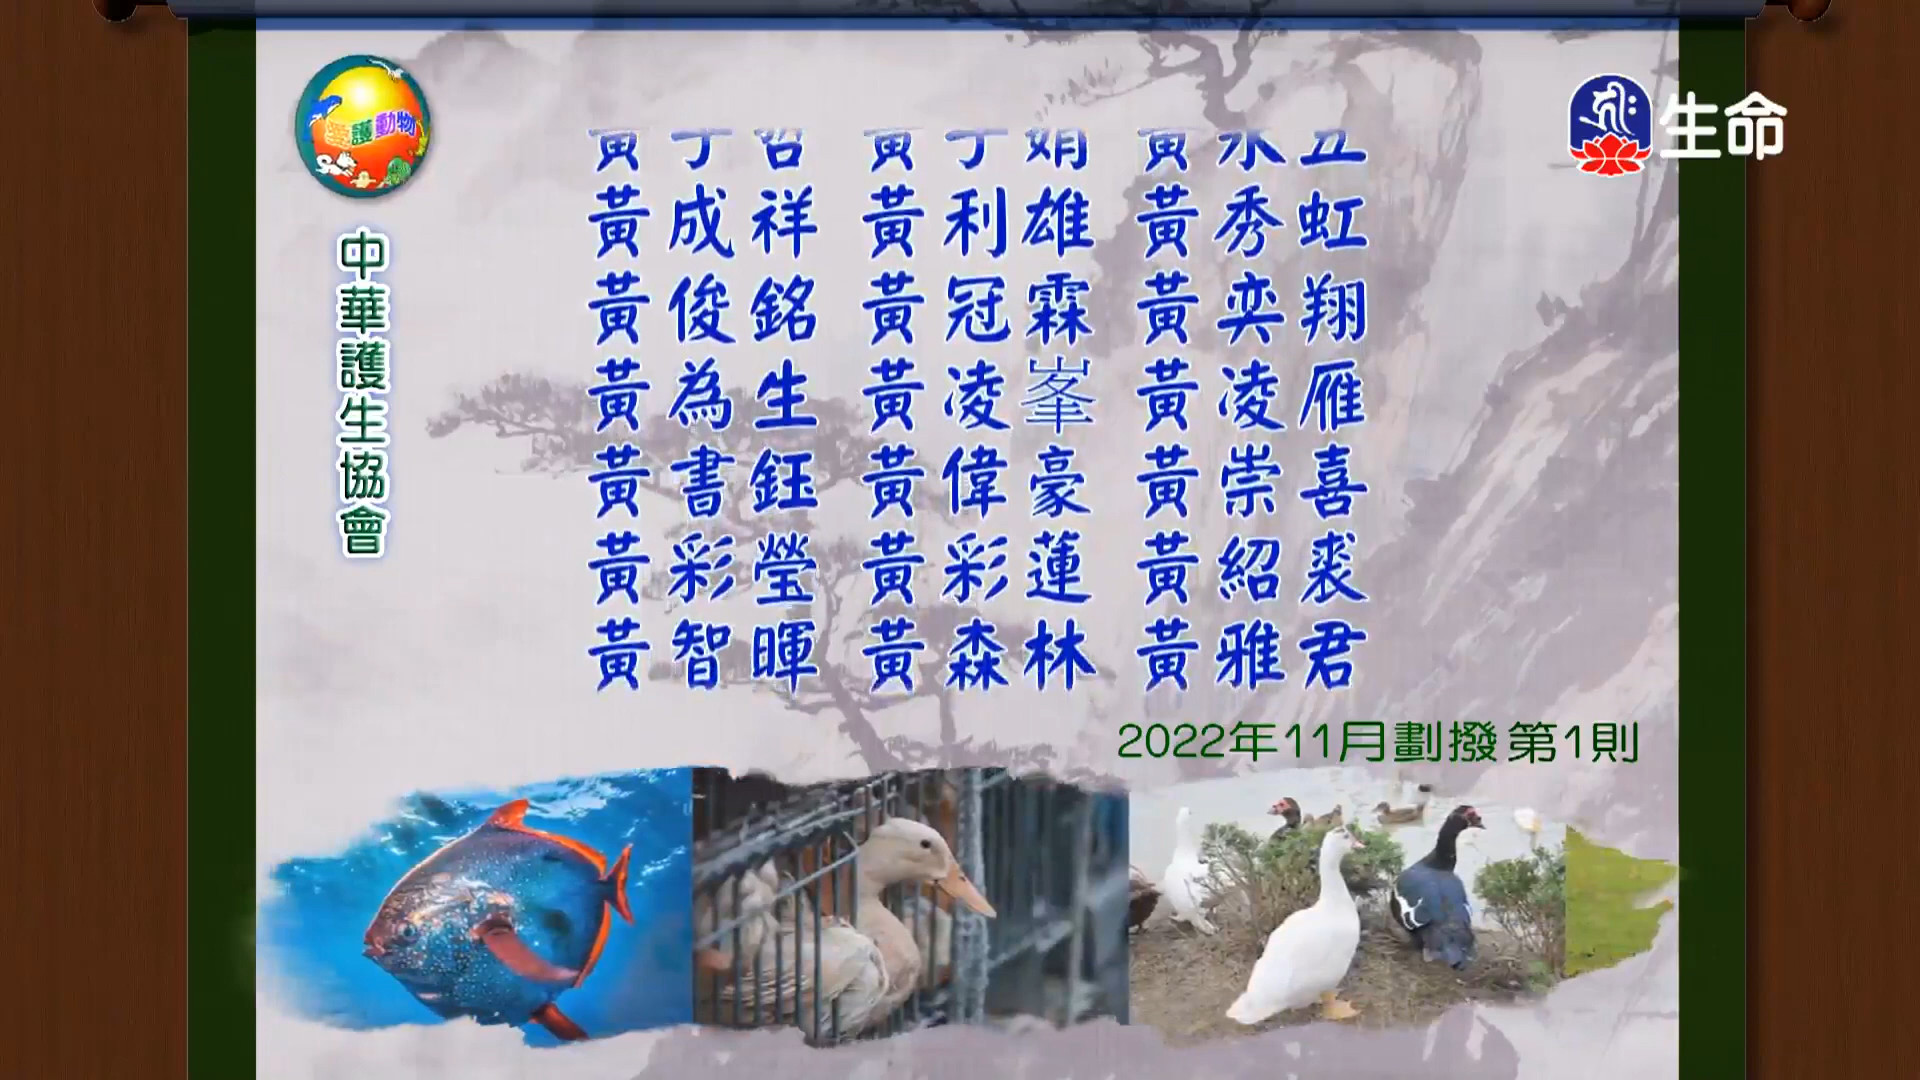 愛護動物
生命
中華護生協會
黃成祥 黃利雄 黃秀虹
黃俊銘 黃冠霖 黃奕翔
黃為生 黃凌峯 黃凌雁
黃書鈺 黃偉豪 黃崇喜
黃彩瑩 黃彩蓮 黃紹裘
黃智暉 黃森林 黃雅君
2022年11月劃撥第1則